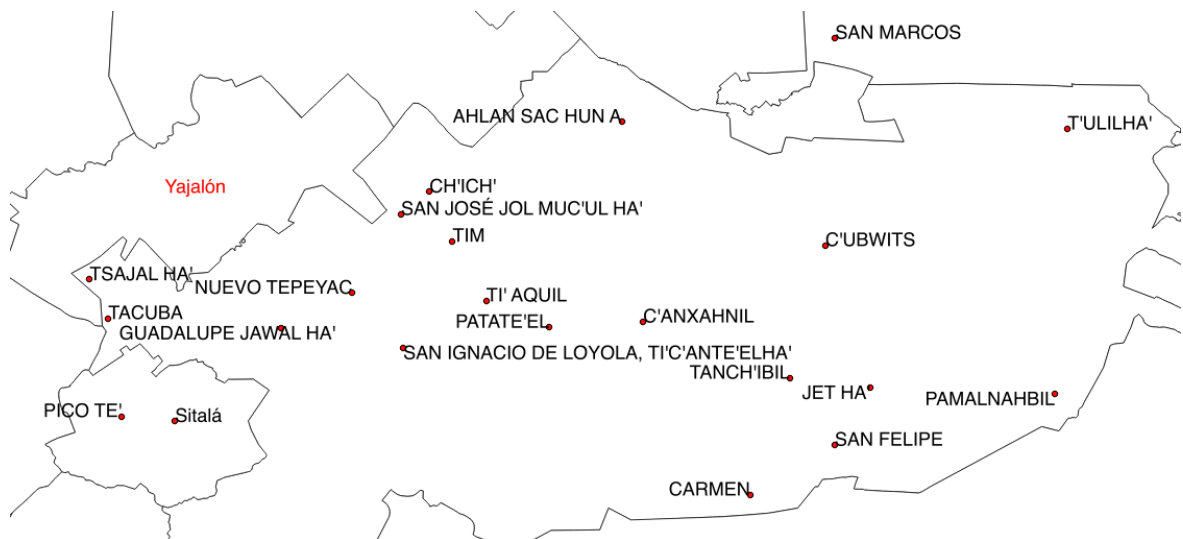 SAN MARCOS
AHLAN SAC HUN A
T'ULILHA'
Yajalón
CH'ICH'
SAN JOSÉ JOL MUC'UL HA'
TIM
C'UBWITS
TSAJAL HA'
NUEVO TEPEYAC
TI' AQUIL
TACUBA
PATATE'EL
C'ANXAHNIL
GUADALUPE JAWAL HA'
SAN IGNACIO DE LOYOLA, TI'C'ANTE'ELHA'
TANCH'IBIL
JET HA'
PAMALNAHBIL
PICO TE'
Sitalá
SAN FELIPE
CARMEN